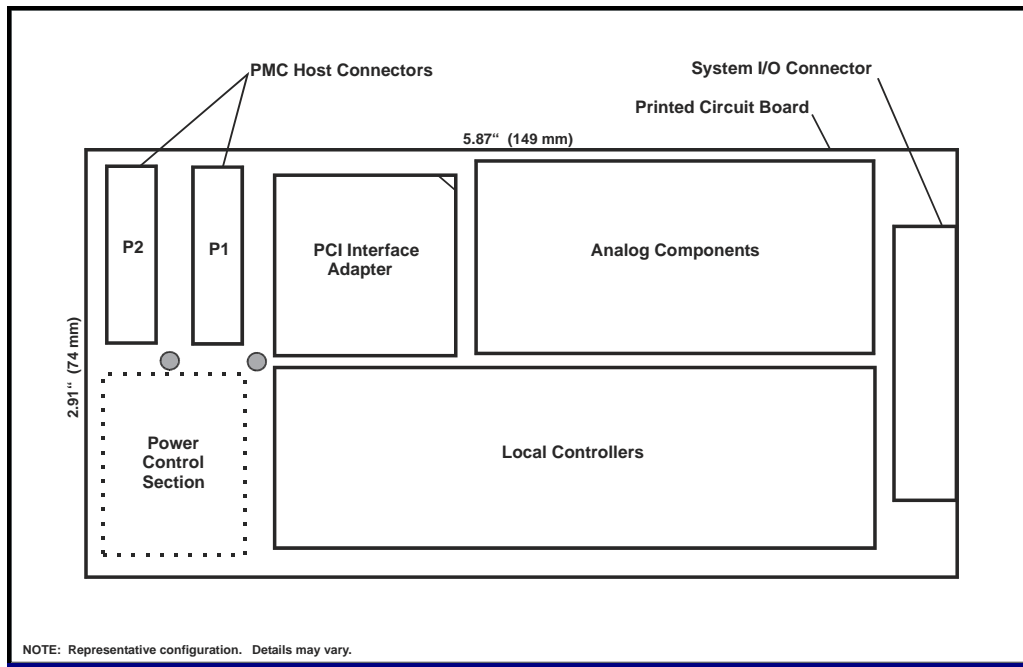 PMC Host Connectors
System I/O Connector
Printed Circuit Board
5.87“ (149 mm)
P2
P1
PCI Interface
Adapter
Analog Components
2.91“ (74 mm)
Power
Control
Section
Local Controllers
NOTE: Representative configuration. Details may vary.